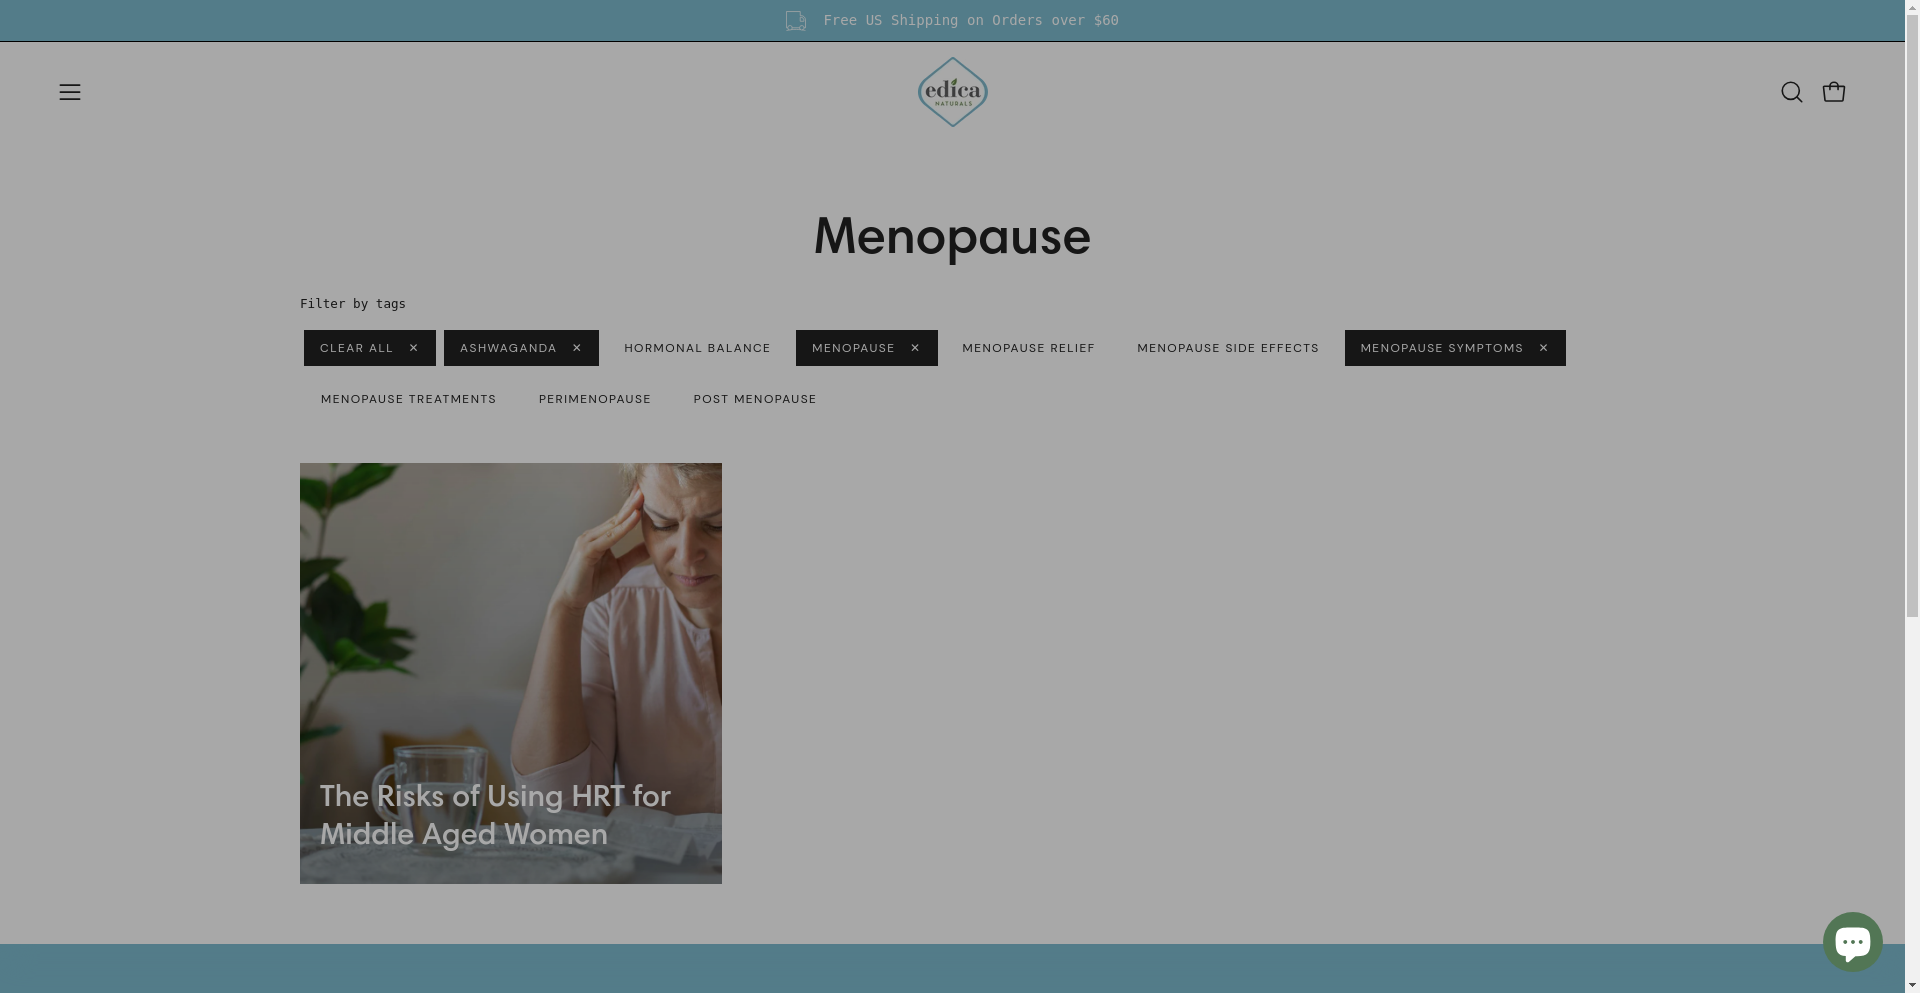 Free US Shipping on Orders over $60
edica
NATURALS
Menopause
Filter by tags
CLEAR ALL × ASHWAGANDA × HORMONAL BALANCE MENOPAUSE × MENOPAUSE RELIEF MENOPAUSE SIDE EFFECTS MENOPAUSE SYMPTOMS ×
MENOPAUSE TREATMENTS PERIMENOPAUSE POST MENOPAUSE
The Risks of Using HRT for
Middle Aged Women